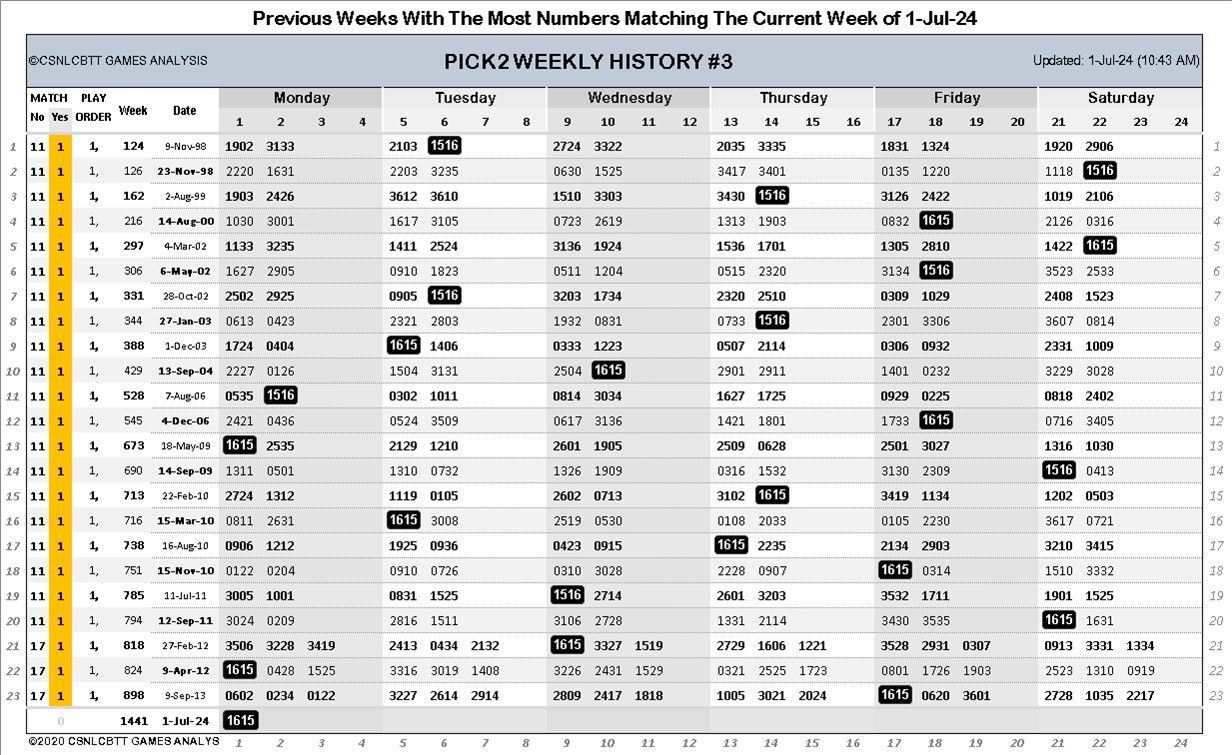 Previous Weeks With The Most Numbers Matching The Current Week of 1-Jul-24
©CSNLCBTT GAMES ANALYSIS PICK2 WEEKLY HISTORY #3 Updated: 1-Jul-24 (10:43 AM)
MATCH PLAY Week Date Monday Tuesday Wednesday Thursday Friday Saturday
No Yes ORDER 1 2 3 4 5 6 7 8 9 10 11 12 13 14 15 16 17 18 19 20 21 22 23 24
1 11 1 1, 124 9-Nov-98 1902 3133 2103 1516 2724 3322 2035 3335 1831 1324 1920 2906 1
2 11 1 1, 126 23-Nov-98 2220 1631 2203 3235 0630 1525 3417 3401 0135 1220 1118 1516 2
3 11 1 1, 162 2-Aug-99 1903 2426 3612 3610 1510 3303 3430 1516 3126 2422 1019 2106 3
4 11 1 1, 216 14-Aug-00 1030 3001 1617 3105 0723 2619 1313 1903 0832 1615 2126 0316 4
5 11 1 1, 297 4-Mar-02 1133 3235 1411 2524 3136 1924 1536 1701 1305 2810 1422 1615 5
6 11 1 1, 306 6-May-02 1627 2905 0910 1823 0511 1204 0515 2320 3134 1516 3523 2533 6
7 11 1 1, 331 28-Oct-02 2502 2925 0905 1516 3203 1734 2320 2510 0309 1029 2408 1523 7
8 11 1 1, 344 27-Jan-03 0613 0423 2321 2803 1932 0831 0733 1516 2301 3306 3607 0814 8
9 11 1 1, 388 1-Dec-03 1724 0404 1615 1406 0333 1223 0507 2114 0306 0932 2331 1009 9
10 11 1 1, 429 13-Sep-04 2227 0126 1504 3131 2504 1615 2901 2911 1401 0232 3229 3028 10
11 11 1 1, 528 7-Aug-06 0535 1516 0302 1011 0814 3034 1627 1725 0929 0225 0818 2402 11
12 11 1 1, 545 4-Dec-06 2421 0436 0524 3509 0617 3136 1421 1801 1733 1615 0716 3405 12
13 11 1 1, 673 18-May-09 1615 2535 2129 1210 2601 1905 2509 0628 2501 3027 1316 1030 13
14 11 1 1, 690 14-Sep-09 1311 0501 1310 0732 1326 1909 0316 1532 3130 2309 1516 0413 14
15 11 1 1, 713 22-Feb-10 2724 1312 1119 0105 2602 0713 3102 1615 3419 1134 1202 0503 15
16 11 1 1, 716 15-Mar-10 0811 2631 1615 3008 2519 0530 0108 2033 0105 2230 3617 0721 16
17 11 1 1, 738 16-Aug-10 0906 1212 1925 0936 0423 0915 1615 2235 2134 2903 3210 3415 17
18 11 1 1, 751 15-Nov-10 0122 0204 0910 0726 0310 3028 2228 0907 1615 0314 1510 3332 18
19 11 1 1, 785 11-Jul-11 3005 1001 0831 1525 1516 2714 2601 3203 3532 1711 1901 1525 19
20 11 1 1, 794 12-Sep-11 3024 0209 2816 1511 3106 2728 1331 2114 3430 3535 1615 1631 20
21 17 1 1, 818 27-Feb-12 3506 3228 3419 2413 0434 2132 1615 3327 1519 2729 1606 1221 3528 2931 0307 0913 3331 1334 21
22 17 1 1, 824 9-Apr-12 1615 0428 1525 3316 3019 1408 3226 2431 1529 0321 2525 1723 0801 1726 1903 2523 1310 0919 22
23 17 1 1, 898 9-Sep-13 0602 0234 0122 3227 2614 2914 2809 2417 1818 1005 3021 2024 1615 0620 3601 2728 1035 2217 23
0 1441 1-Jul-24 1615
©2020 CSNLCBTT GAMES ANALYS 1 2 3 4 5 6 7 8 9 10 11 12 13 14 15 16 17 18 19 20 21 22 23 24